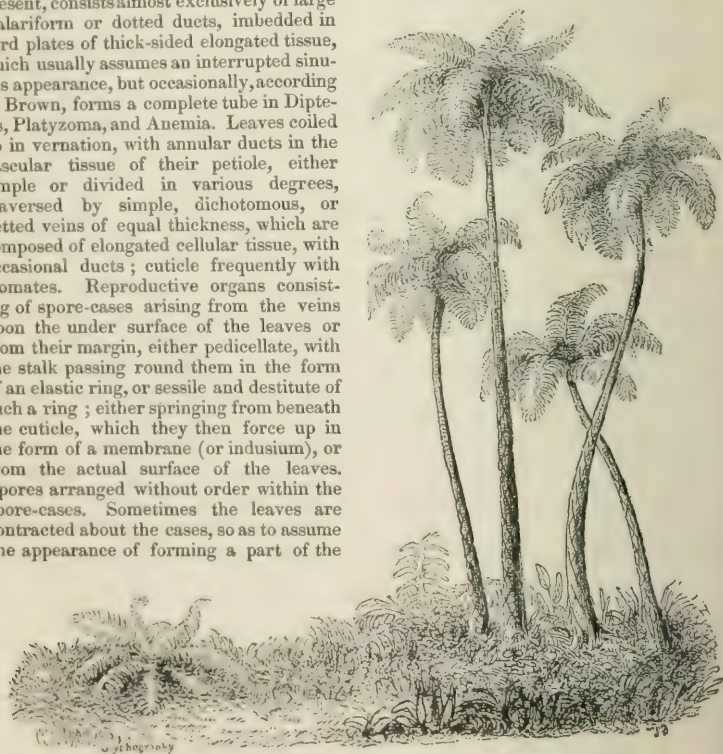 esent, consists almost exclusively of large
alariform or dotted ducts, imbedded in
rd plates of thick-sided elongated tissue,
hich usually assumes an interrupted sinu-
s appearance, but occasionally, according
Brown, forms a complete tube in Dipte-
s, Platyzoma, and Anemia. Leaves coiled
in vernation, with annular ducts in the
ascular tissue of their petiole, either
mple or divided in various degrees,
aversed by simple, dichotomous, or
etted veins of equal thickness, which are
mposed of elongated cellular tissue, with
ccasional ducts ; cuticle frequently with
omates. Reproductive organs consist-
g of spore-cases arising from the veins
pon the under surface of the leaves or
om their margin, either pedicellate, with
e stalk passing round them in the form
f an elastic ring, or sessile and destitute of
ch a ring ; either springing from beneath
e cuticle, which they then force up in
e form of a membrane (or indusium), or
om the actual surface of the leaves.
pores arranged without order within the
pore-cases. Sometimes the leaves are
ontracted about the cases, so as to assume
e appearance of forming a part of the